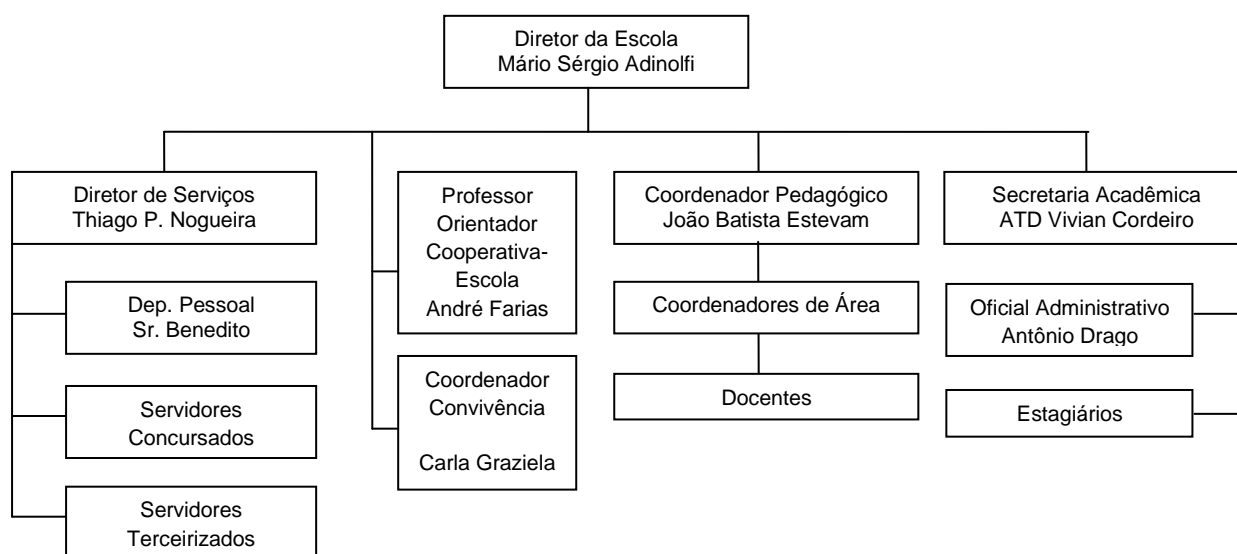 Diretor da Escola
Mário Sérgio Adinolfi
Diretor de Serviços
Thiago P. Nogueira
Dep. Pessoal
Sr. Benedito
Servidores
Concursados
Servidores
Terceirizados
Professor
Orientador
Cooperativa-
Escola
André Farias
Coordenador
Convivência
Carla Graziela
Coordenador Pedagógico
João Batista Estevam
Coordenadores de Área
Docentes
Secretaria Acadêmica
ATD Vivian Cordeiro
Oficial Administrativo
Antônio Drago
Estagiários